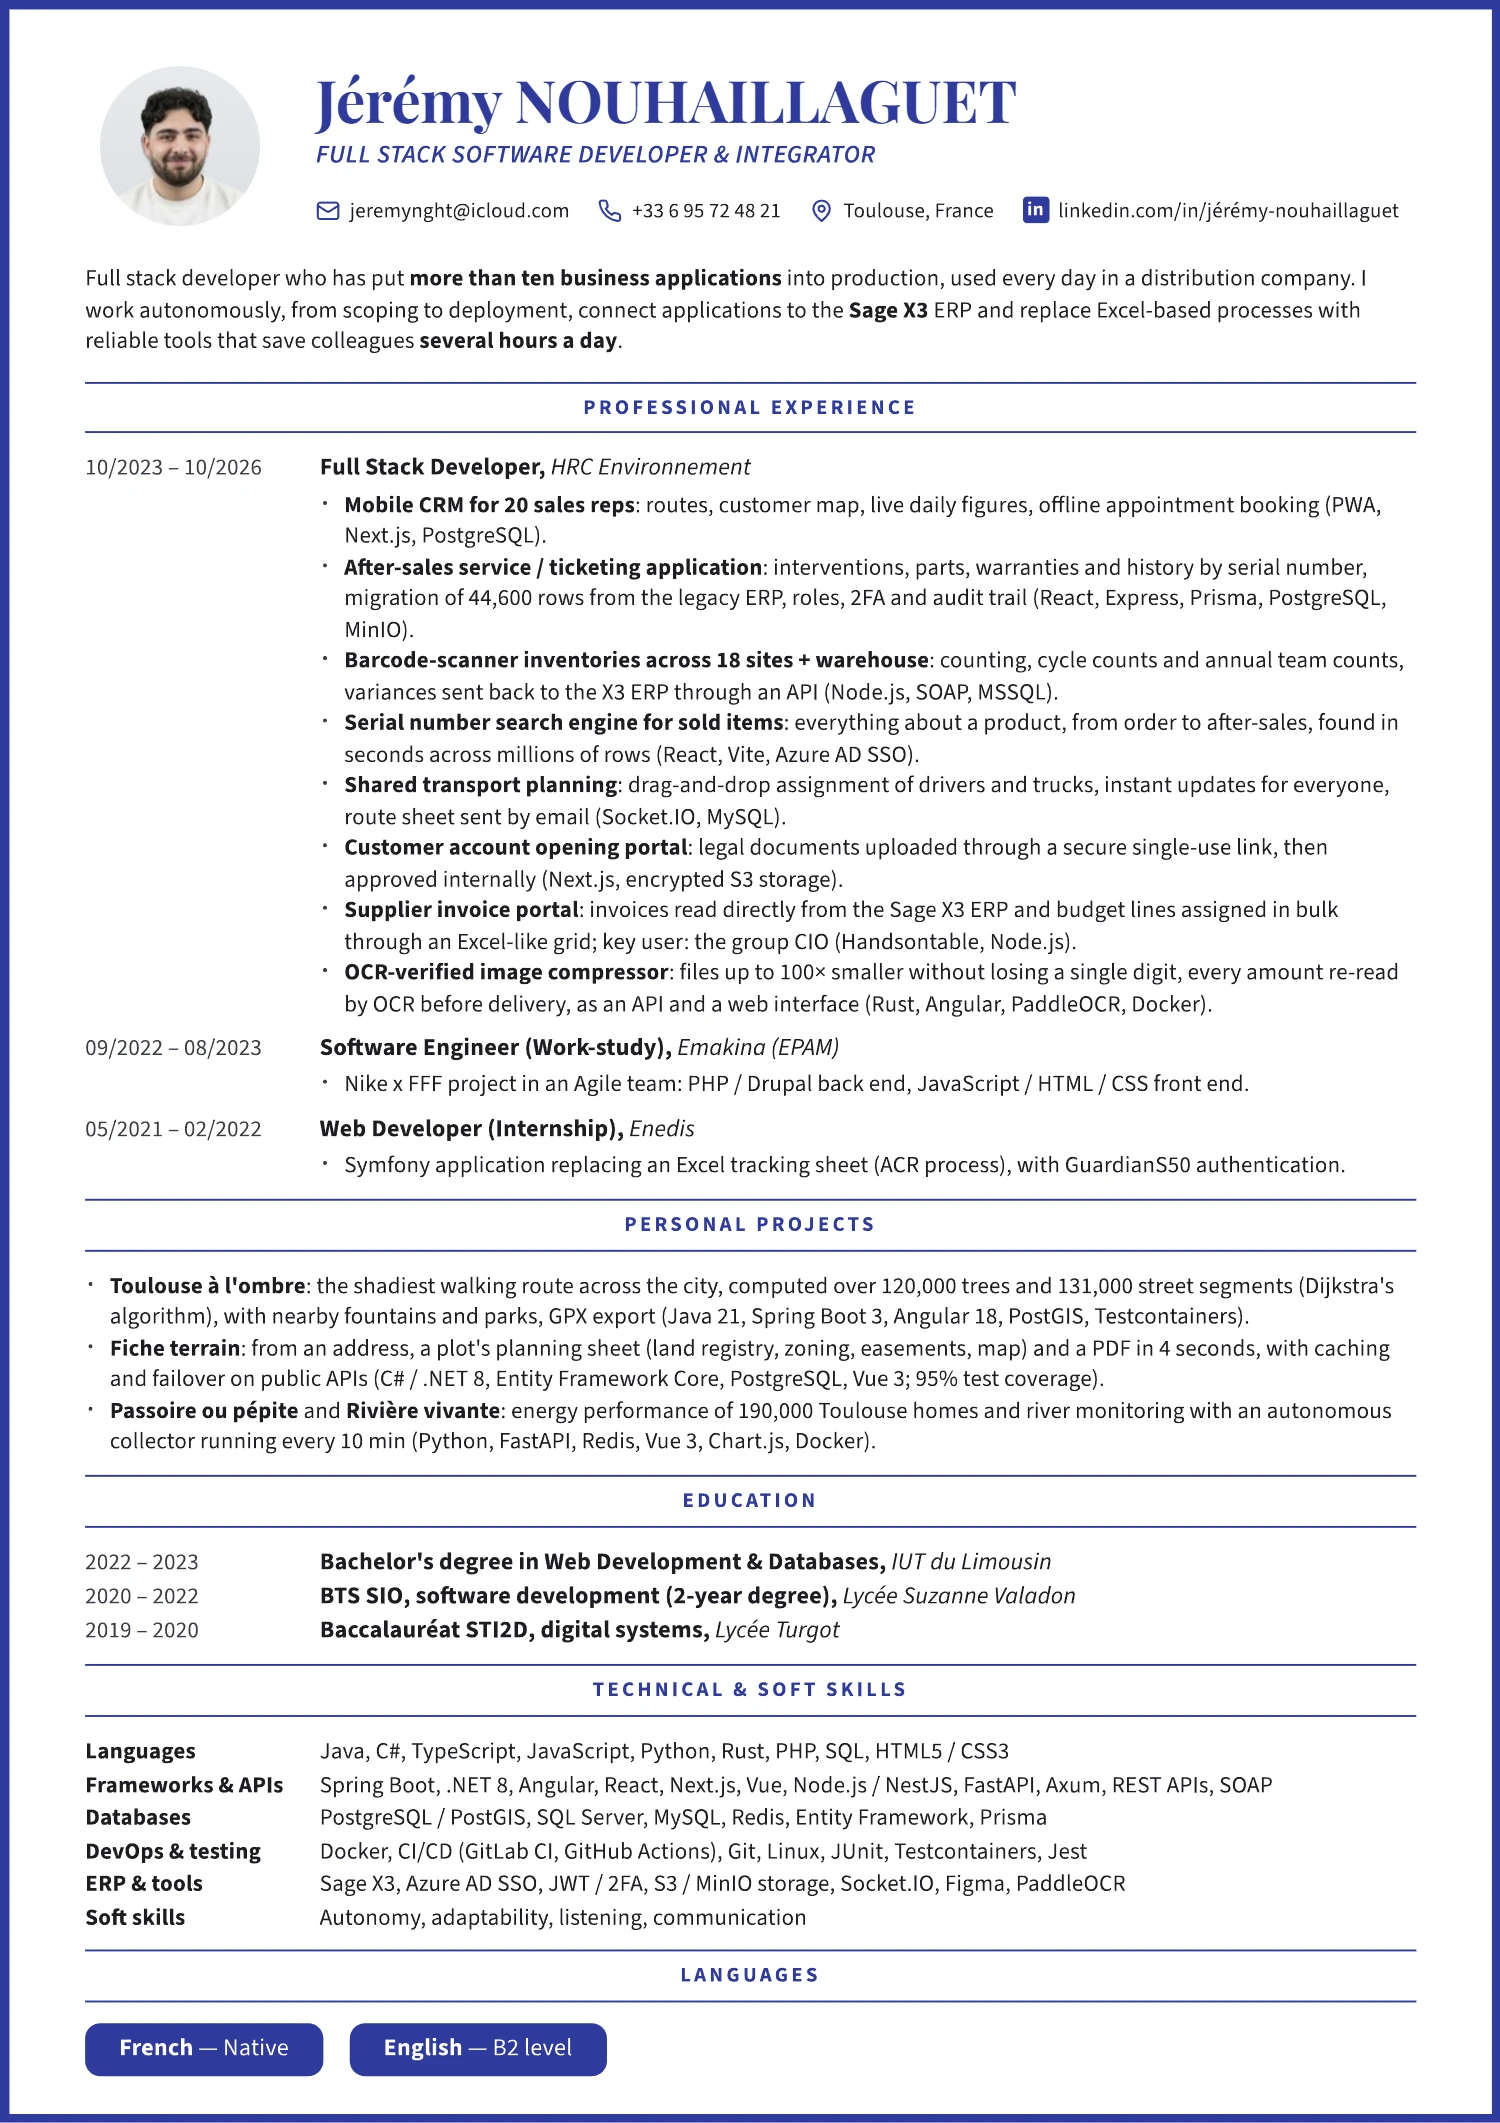 Jérémy NOUHAILLAGUET
FULL STACK SOFTWARE DEVELOPER & INTEGRATOR
jeremynght@icloud.com +33 6 95 72 48 21 Toulouse, France in linkedin.com/in/jérémy-nouhaillaguet
Full stack developer who has put more than ten business applications into production, used every day in a distribution company. I
work autonomously, from scoping to deployment, connect applications to the Sage X3 ERP and replace Excel-based processes with
reliable tools that save colleagues several hours a day.
PROFESSIONAL EXPERIENCE
10/2023 – 10/2026 Full Stack Developer, HRC Environnement
· Mobile CRM for 20 sales reps: routes, customer map, live daily figures, offline appointment booking (PWA,
Next.js, PostgreSQL).
· After-sales service / ticketing application: interventions, parts, warranties and history by serial number,
migration of 44,600 rows from the legacy ERP, roles, 2FA and audit trail (React, Express, Prisma, PostgreSQL,
MinIO).
· Barcode-scanner inventories across 18 sites + warehouse: counting, cycle counts and annual team counts,
variances sent back to the X3 ERP through an API (Node.js, SOAP, MSSQL).
· Serial number search engine for sold items: everything about a product, from order to after-sales, found in
seconds across millions of rows (React, Vite, Azure AD SSO).
· Shared transport planning: drag-and-drop assignment of drivers and trucks, instant updates for everyone,
route sheet sent by email (Socket.IO, MySQL).
· Customer account opening portal: legal documents uploaded through a secure single-use link, then
approved internally (Next.js, encrypted S3 storage).
· Supplier invoice portal: invoices read directly from the Sage X3 ERP and budget lines assigned in bulk
through an Excel-like grid; key user: the group CIO (Handsontable, Node.js).
· OCR-verified image compressor: files up to 100× smaller without losing a single digit, every amount re-read
by OCR before delivery, as an API and a web interface (Rust, Angular, PaddleOCR, Docker).
09/2022 – 08/2023 Software Engineer (Work-study), Emakina (EPAM)
· Nike x FFF project in an Agile team: PHP / Drupal back end, JavaScript / HTML / CSS front end.
05/2021 – 02/2022 Web Developer (Internship), Enedis
· Symfony application replacing an Excel tracking sheet (ACR process), with GuardianS50 authentication.
PERSONAL PROJECTS
· Toulouse à l'ombre: the shadiest walking route across the city, computed over 120,000 trees and 131,000 street segments (Dijkstra's
algorithm), with nearby fountains and parks, GPX export (Java 21, Spring Boot 3, Angular 18, PostGIS, Testcontainers).
· Fiche terrain: from an address, a plot's planning sheet (land registry, zoning, easements, map) and a PDF in 4 seconds, with caching
and failover on public APIs (C# / .NET 8, Entity Framework Core, PostgreSQL, Vue 3; 95% test coverage).
· Passoire ou pépite and Rivière vivante: energy performance of 190,000 Toulouse homes and river monitoring with an autonomous
collector running every 10 min (Python, FastAPI, Redis, Vue 3, Chart.js, Docker).
EDUCATION
2022 – 2023 Bachelor's degree in Web Development & Databases, IUT du Limousin
2020 – 2022 BTS SIO, software development (2-year degree), Lycée Suzanne Valadon
2019 – 2020 Baccalauréat STI2D, digital systems, Lycée Turgot
TECHNICAL & SOFT SKILLS
Languages Java, C#, TypeScript, JavaScript, Python, Rust, PHP, SQL, HTML5 / CSS3
Frameworks & APIs Spring Boot, .NET 8, Angular, React, Next.js, Vue, Node.js / NestJS, FastAPI, Axum, REST APIs, SOAP
Databases PostgreSQL / PostGIS, SQL Server, MySQL, Redis, Entity Framework, Prisma
DevOps & testing Docker, CI/CD (GitLab CI, GitHub Actions), Git, Linux, JUnit, Testcontainers, Jest
ERP & tools Sage X3, Azure AD SSO, JWT / 2FA, S3 / MinIO storage, Socket.IO, Figma, PaddleOCR
Soft skills Autonomy, adaptability, listening, communication
LANGUAGES
French — Native English — B2 level